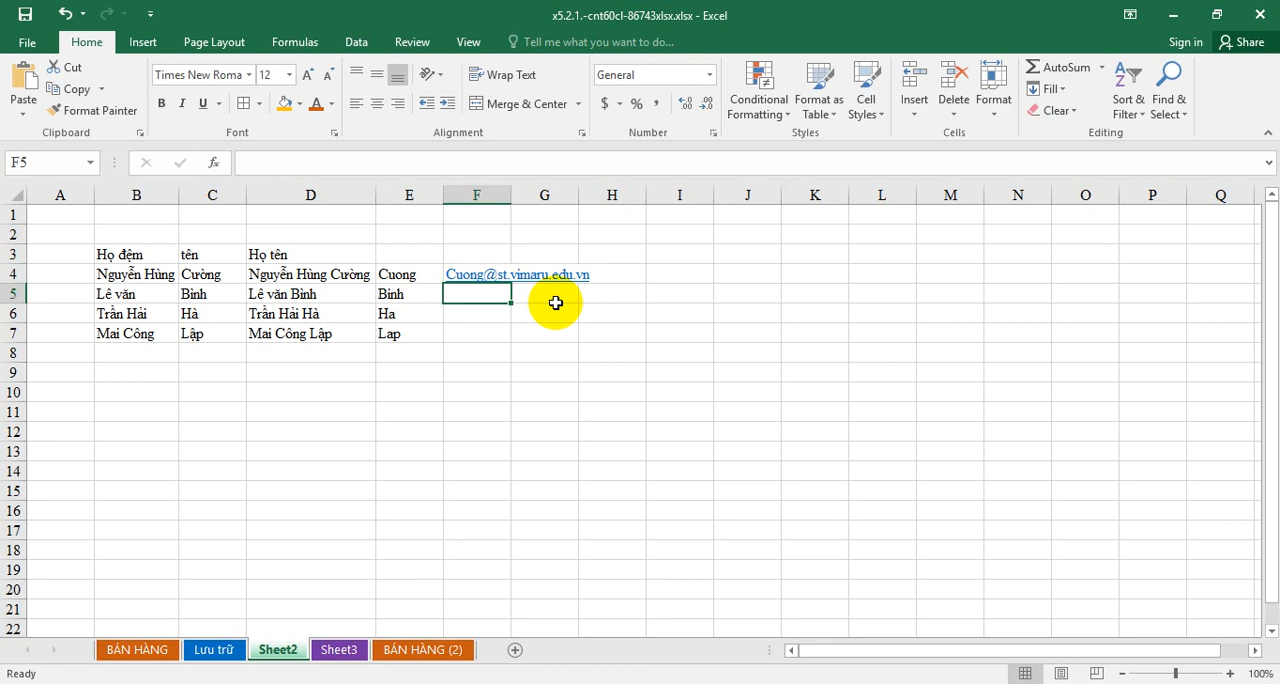 x5.2.1.-cnt60cl-86743xlsx.xlsx - Excel
File Home Insert Page Layout Formulas Data Review View Tell me what you want to do... Sign in Share
Cut
Copy
Format Painter
Paste
Clipboard
Times New Roma 12
B I U
Font
Wrap Text
Merge & Center
Alignment
General
$ % ,
Number
Conditional Formatting
Format as Table
Cell Styles
Styles
Insert Delete Format
Cells
AutoSum
Fill
Clear
Sort & Filter
Find & Select
Editing
F5 fx
A B C D E F G H I J K L M N O P Q
1
2
3 Họ đệm tên Họ tên
4 Nguyễn Hùng Cường Nguyễn Hùng Cường Cuong Cuong@st.vimaru.edu.vn
5 Lê văn Binh Lê văn Binh Binh
6 Trần Hải Hà Trần Hải Hà Ha
7 Mai Công Lập Mai Công Lập Lap
8
9
10
11
12
13
14
15
16
17
18
19
20
21
22
BÁN HÀNG Lưu trữ Sheet2 Sheet3 BÁN HÀNG (2)
Ready 100%